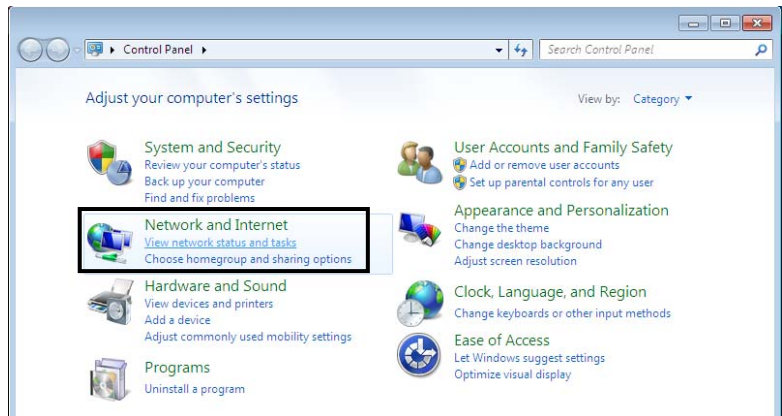 Control Panel
Search Control Panel
Adjust your computer's settings
View by: Category
System and Security
Review your computer's status
Back up your computer
Find and fix problems
Network and Internet
View network status and tasks
Choose homegroup and sharing options
Hardware and Sound
View devices and printers
Add a device
Adjust commonly used mobility settings
Programs
Uninstall a program
User Accounts and Family Safety
Add or remove user accounts
Set up parental controls for any user
Appearance and Personalization
Change the theme
Change desktop background
Adjust screen resolution
Clock, Language, and Region
Change keyboards or other input methods
Ease of Access
Let Windows suggest settings
Optimize visual display